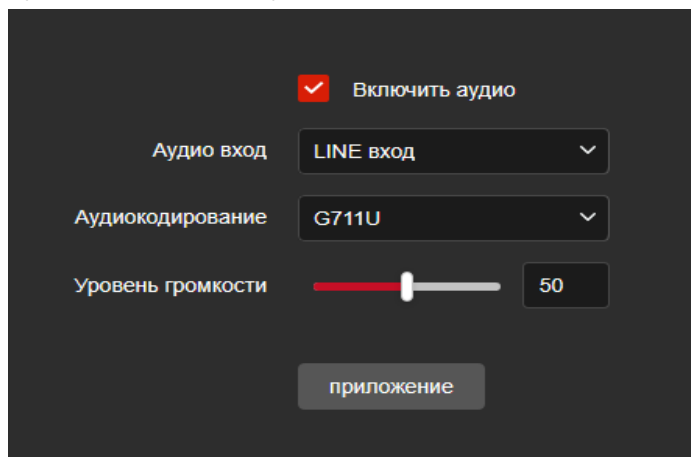 Включить аудио
Аудио вход LINE вход
Аудиокодирование G711U
Уровень громкости 50
приложение